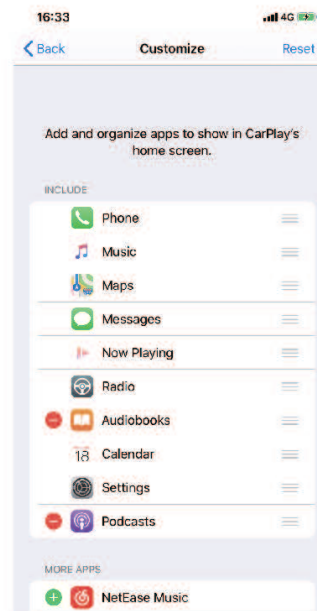 16:33
4G
Back
Customize
Reset
Add and organize apps to show in CarPlay's
home screen.
INCLUDE
Phone
Music
Maps
Messages
Now Playing
Radio
Audiobooks
18 Calendar
Settings
Podcasts
MORE APPS
NetEase Music